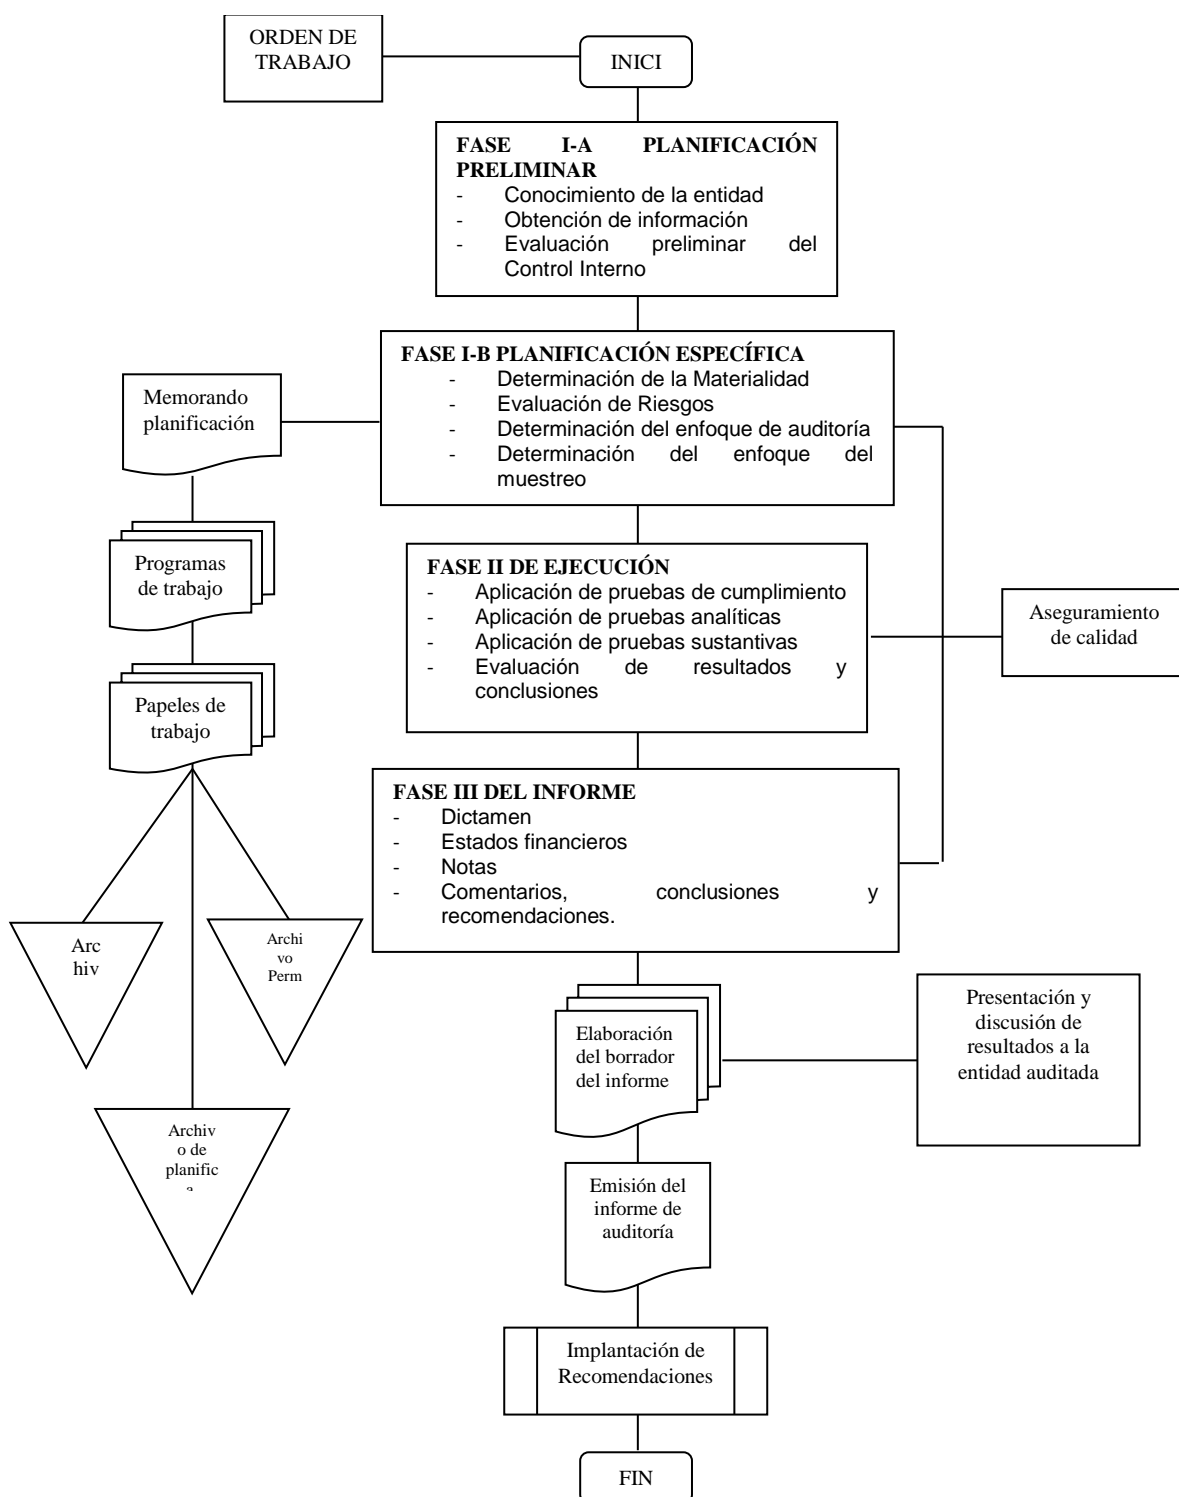 ORDEN DE
TRABAJO
INICI
FASE I-A PLANIFICACIÓN
PRELIMINAR
- Conocimiento de la entidad
- Obtención de información
- Evaluación preliminar del
Control Interno
FASE I-B PLANIFICACIÓN ESPECÍFICA
- Determinación de la Materialidad
- Evaluación de Riesgos
- Determinación del enfoque de auditoría
- Determinación del enfoque del
muestreo
Memorando
planificación
Programas
de trabajo
Papeles de
trabajo
Arc
hiv
Archi
vo
Perm
Archiv
o de
planific
FASE II DE EJECUCIÓN
- Aplicación de pruebas de cumplimiento
- Aplicación de pruebas analíticas
- Aplicación de pruebas sustantivas
- Evaluación de resultados y
conclusiones
Aseguramiento
de calidad
FASE III DEL INFORME
- Dictamen
- Estados financieros
- Notas
- Comentarios, conclusiones y
recomendaciones.
Elaboración
del borrador
del informe
Presentación y
discusión de
resultados a la
entidad auditada
Emisión del
informe de
auditoría
Implantación de
Recomendaciones
FIN